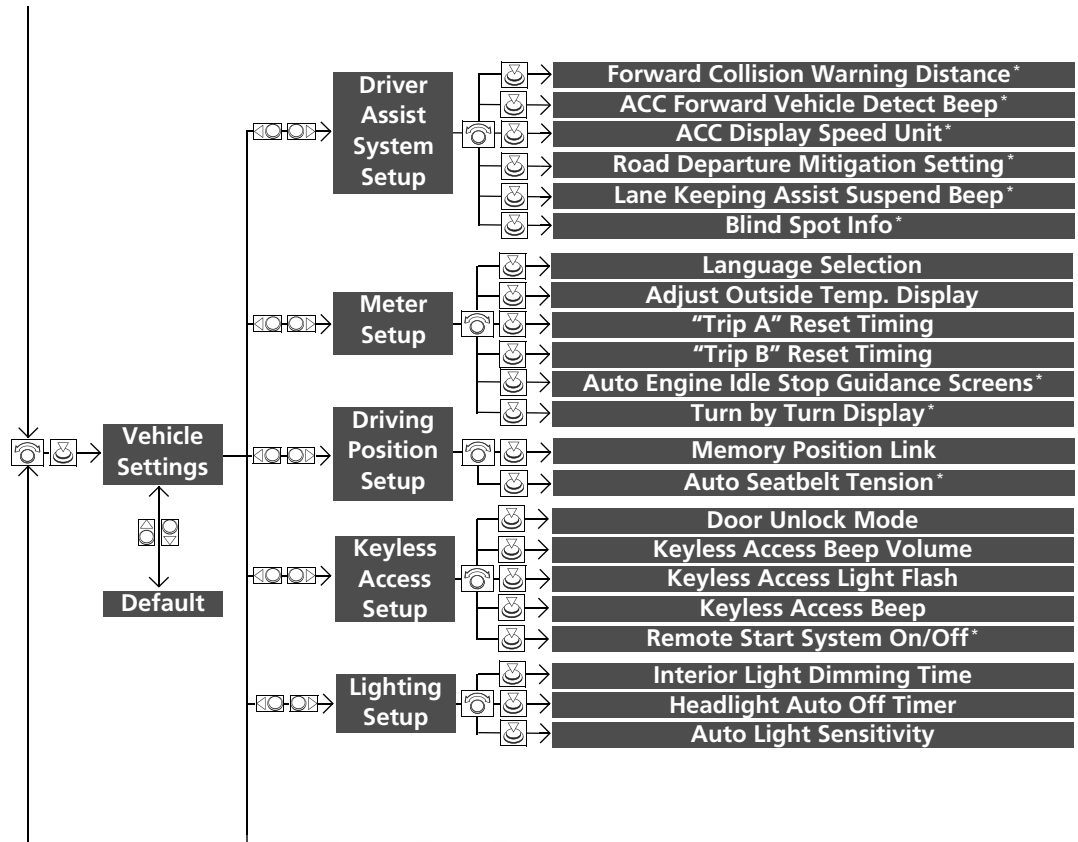 Driver
Assist
System
Setup
Forward Collision Warning Distance*
ACC Forward Vehicle Detect Beep*
ACC Display Speed Unit*
Road Departure Mitigation Setting*
Lane Keeping Assist Suspend Beep*
Blind Spot Info*
Meter
Setup
Language Selection
Adjust Outside Temp. Display
“Trip A” Reset Timing
“Trip B” Reset Timing
Auto Engine Idle Stop Guidance Screens*
Turn by Turn Display*
Vehicle
Settings
Default
Driving
Position
Setup
Memory Position Link
Auto Seatbelt Tension*
Keyless
Access
Setup
Door Unlock Mode
Keyless Access Beep Volume
Keyless Access Light Flash
Keyless Access Beep
Remote Start System On/Off*
Lighting
Setup
Interior Light Dimming Time
Headlight Auto Off Timer
Auto Light Sensitivity